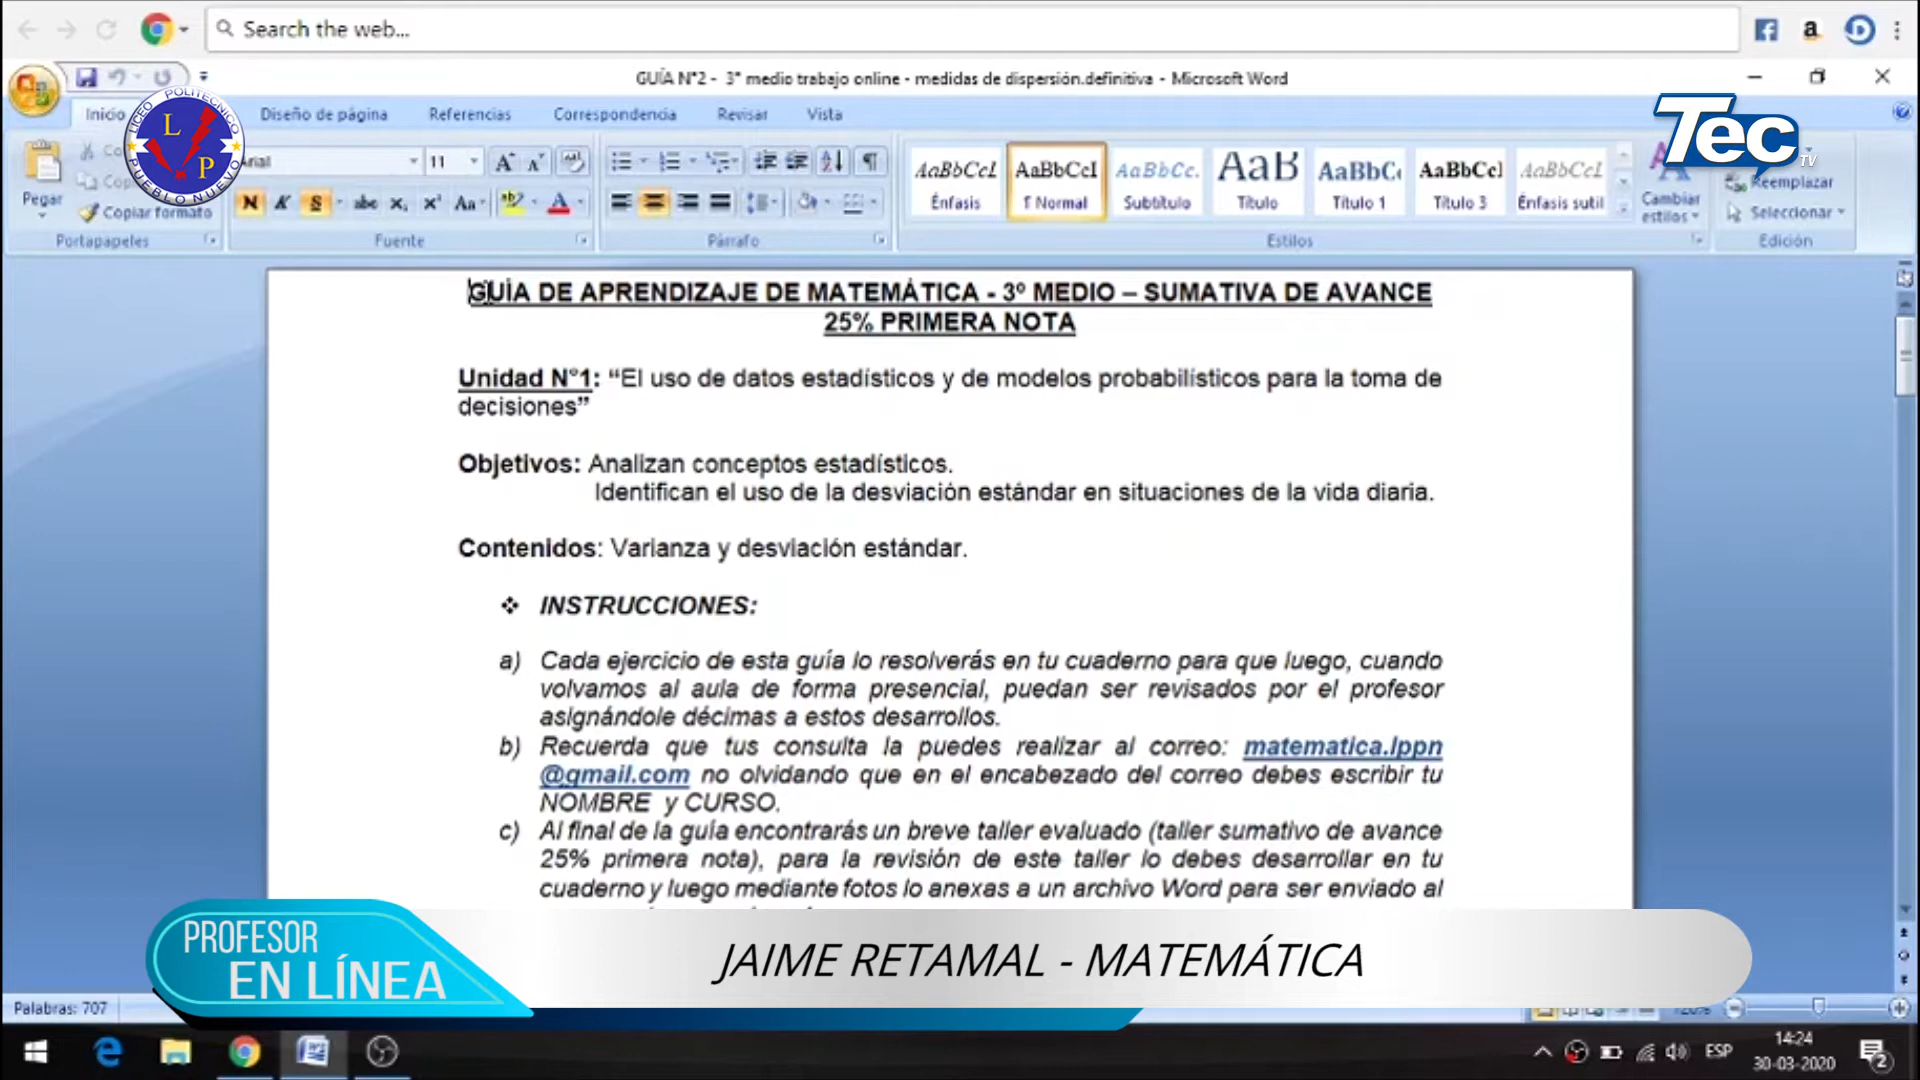 Search the web...
GUÍA N°2 - 3° medio trabajo online - medidas de dispersión.definitiva - Microsoft Word
Inicio Diseño de página Referencias Correspondencia Revisar Vista
LICEO POLITECNICO
L P
PUEBLO NUEVO
Tec TV
Pegar
Copiar formato
Portapapeles
11
Fuente
Párrafo
AaBbCcI AaBbCcI AaBbCc. AaB AaBbC AaBbCcI AaBbCcI
Énfasis ¶ Normal Subtítulo Título Título 1 Título 3 Énfasis sutil
Cambiar
estilos
Estilos
Reemplazar
Seleccionar
Edición
GUÌA DE APRENDIZAJE DE MATEMÁTICA - 3º MEDIO – SUMATIVA DE AVANCE
25% PRIMERA NOTA
Unidad N°1: “El uso de datos estadísticos y de modelos probabilísticos para la toma de
decisiones”
Objetivos: Analizan conceptos estadísticos.
Identifican el uso de la desviación estándar en situaciones de la vida diaria.
Contenidos: Varianza y desviación estándar.
❖ INSTRUCCIONES:
a) Cada ejercicio de esta guía lo resolverás en tu cuaderno para que luego, cuando
volvamos al aula de forma presencial, puedan ser revisados por el profesor
asignándole décimas a estos desarrollos.
b) Recuerda que tus consulta la puedes realizar al correo: matematica.lppn
@gmail.com no olvidando que en el encabezado del correo debes escribir tu
NOMBRE y CURSO.
c) Al final de la guía encontrarás un breve taller evaluado (taller sumativo de avance
25% primera nota), para la revisión de este taller lo debes desarrollar en tu
cuaderno y luego mediante fotos lo anexas a un archivo Word para ser enviado al
PROFESOR
EN LÍNEA
JAIME RETAMAL - MATEMÁTICA
Palabras: 707
ESP
14:24
30-03-2020
2